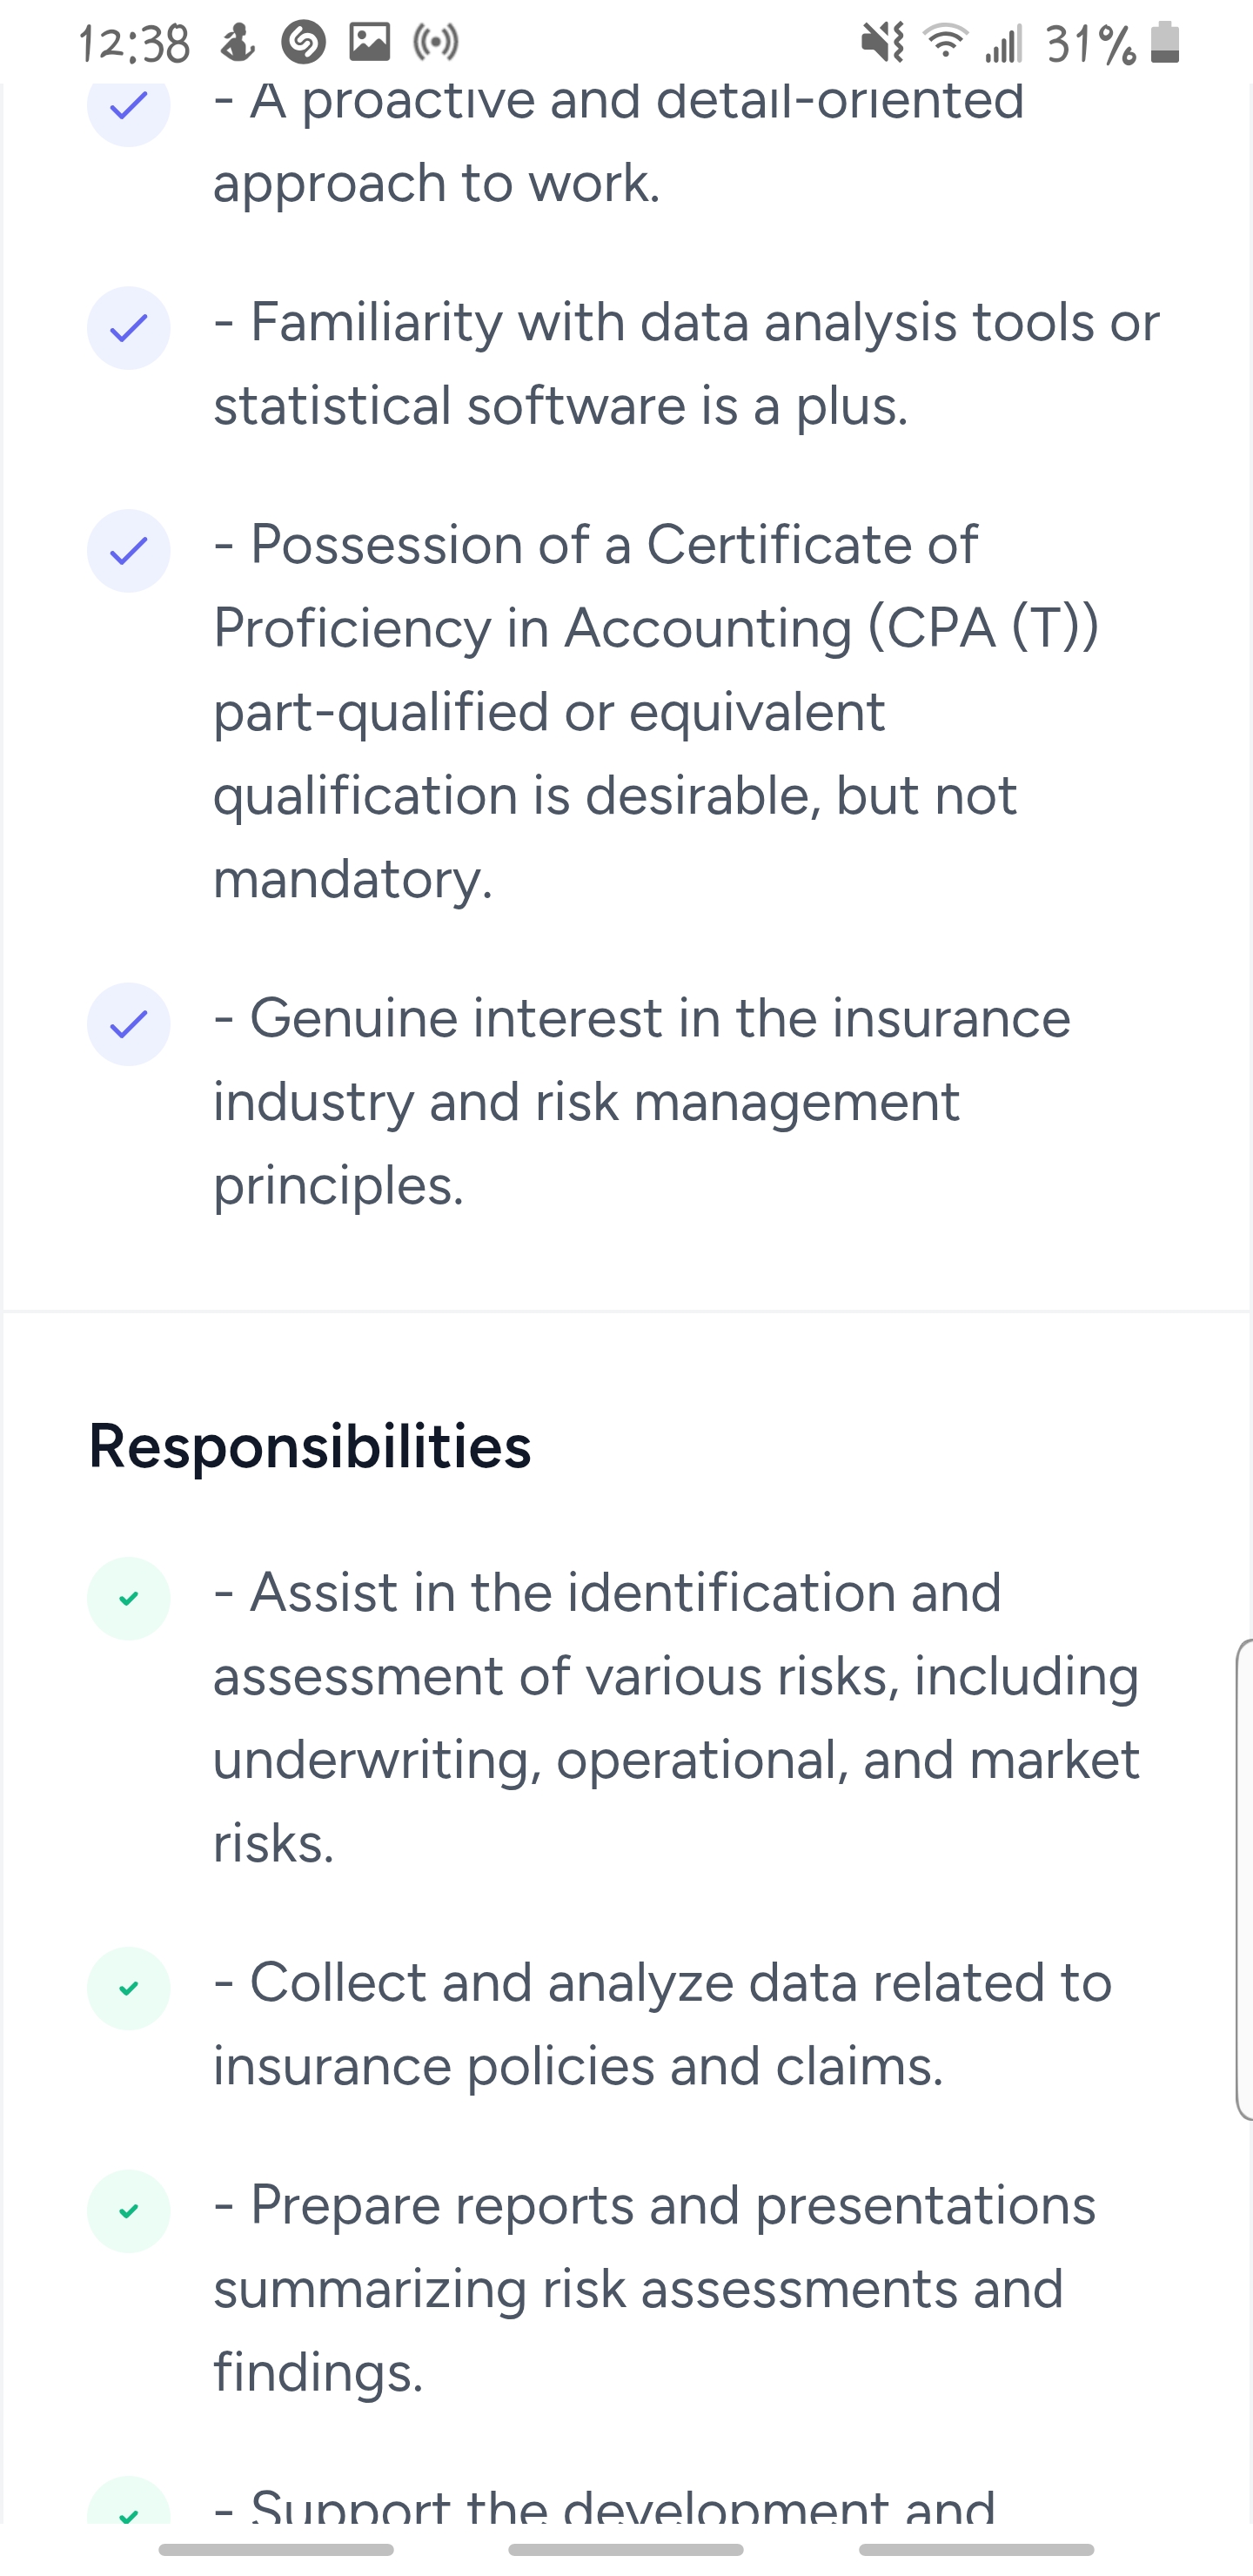 12:38 31%
- A proactive and detail-oriented
approach to work.
- Familiarity with data analysis tools or
statistical software is a plus.
- Possession of a Certificate of
Proficiency in Accounting (CPA (T))
part-qualified or equivalent
qualification is desirable, but not
mandatory.
- Genuine interest in the insurance
industry and risk management
principles.
Responsibilities
- Assist in the identification and
assessment of various risks, including
underwriting, operational, and market
risks.
- Collect and analyze data related to
insurance policies and claims.
- Prepare reports and presentations
summarizing risk assessments and
findings.
- Support the development and